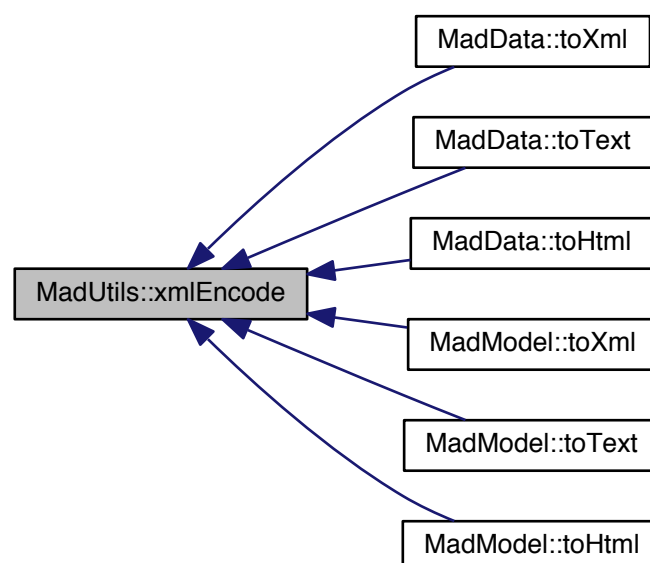 MadData::toXml
MadData::toText
MadData::toHtml
MadUtils::xmlEncode
MadModel::toXml
MadModel::toText
MadModel::toHtml